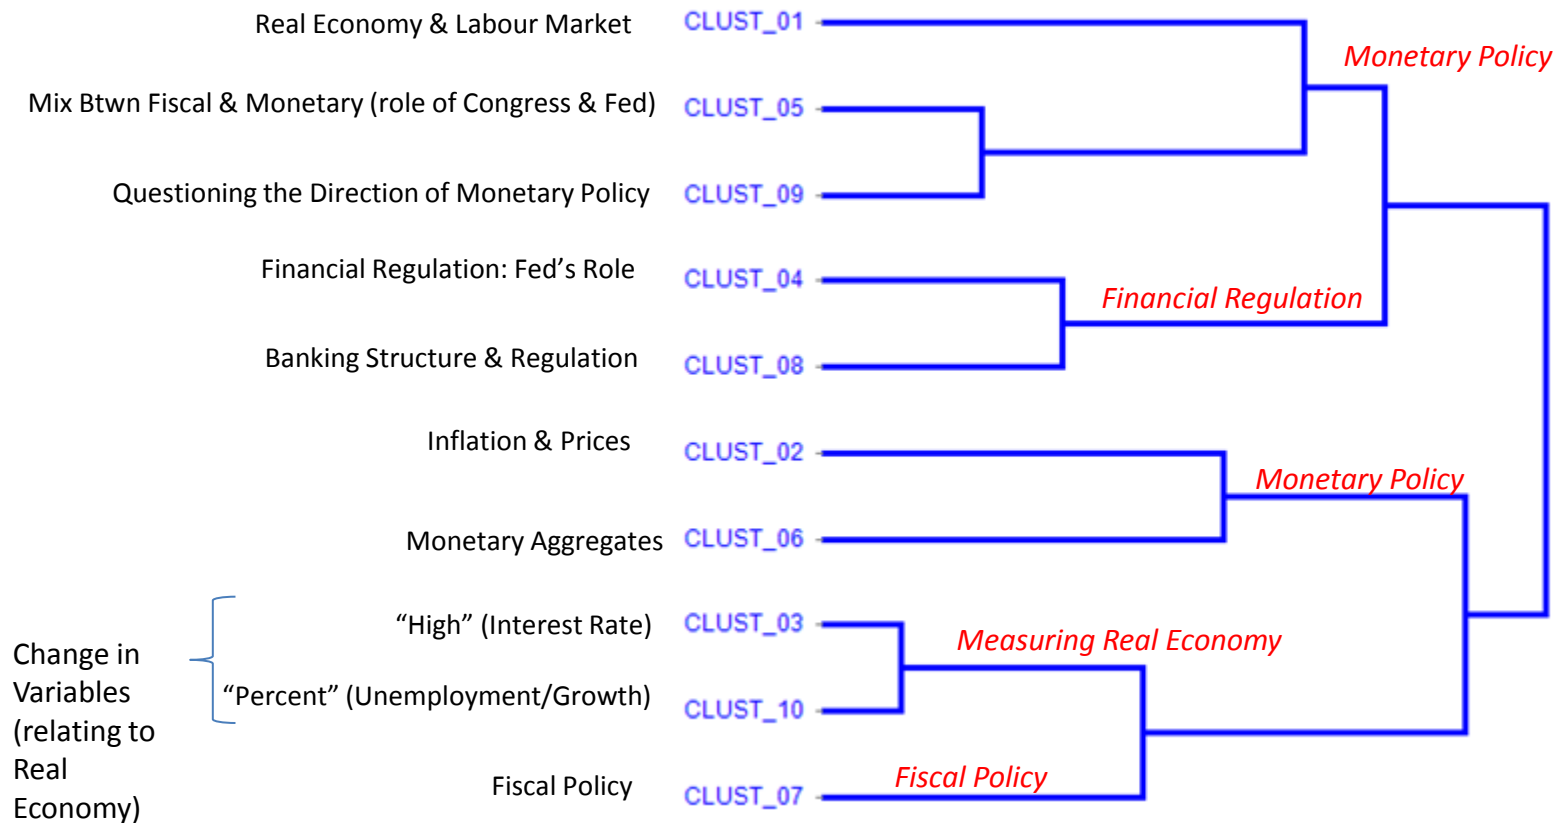 Real Economy & Labour Market CLUST_01
Monetary Policy
Mix Btwn Fiscal & Monetary (role of Congress & Fed) CLUST_05
Questioning the Direction of Monetary Policy CLUST_09
Financial Regulation: Fed’s Role CLUST_04
Financial Regulation
Banking Structure & Regulation CLUST_08
Inflation & Prices CLUST_02
Monetary Policy
Monetary Aggregates CLUST_06
“High” (Interest Rate) CLUST_03
Measuring Real Economy
“Percent” (Unemployment/Growth) CLUST_10
Change in
Variables
(relating to
Real
Economy)
Fiscal Policy CLUST_07
Fiscal Policy